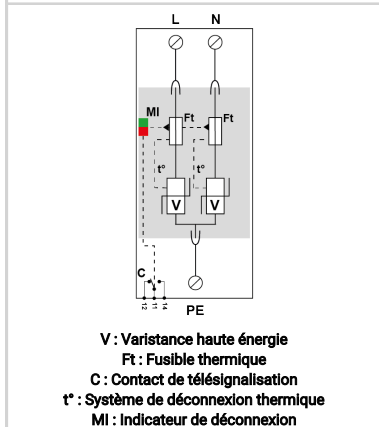 L N
MI
Ft Ft
t° t°
V V
C
12 11 14
PE
V : Varistance haute énergie
Ft : Fusible thermique
C : Contact de télésignalisation
t° : Système de déconnexion thermique
MI : Indicateur de déconnexion